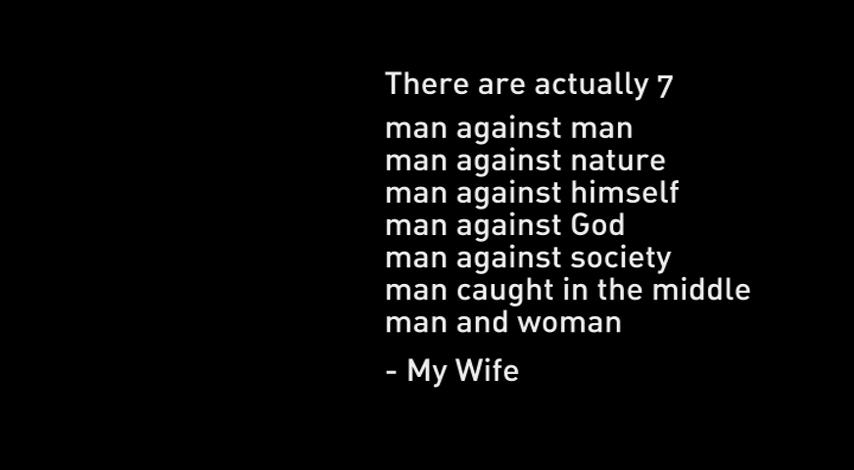 There are actually 7
man against man
man against nature
man against himself
man against God
man against society
man caught in the middle
man and woman
- My Wife